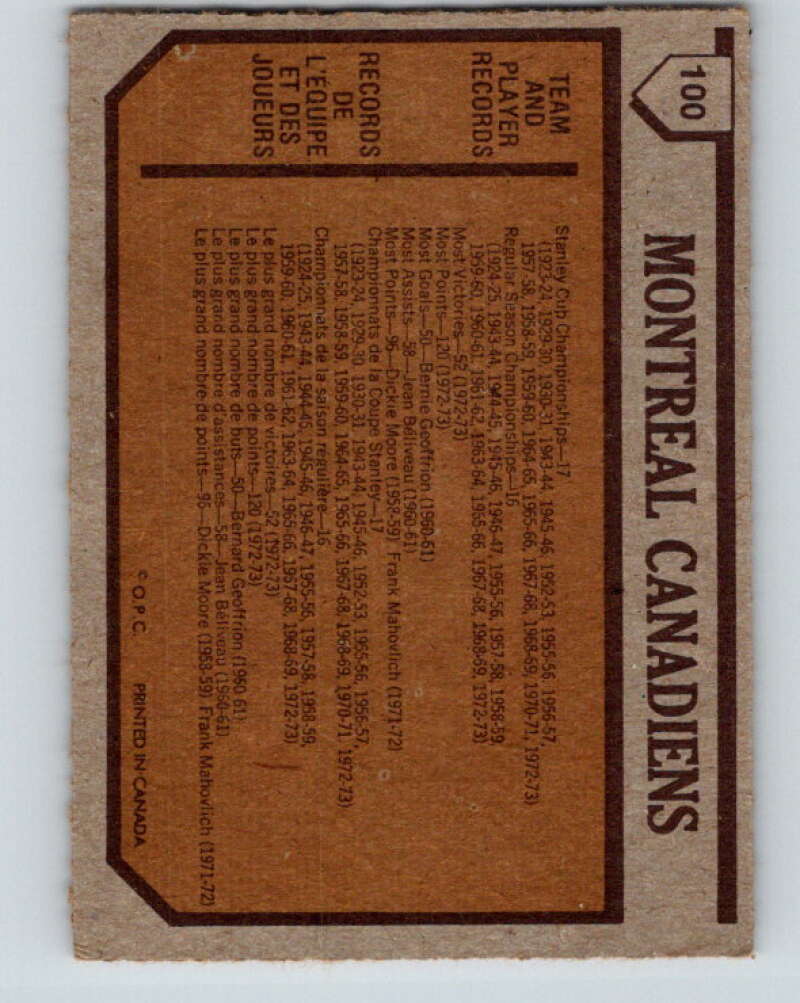 100
MONTREAL CANADIENS
TEAM
AND
PLAYER
RECORDS
Stanley Cup Championships—17
(1923-24, 1929-30, 1930-31, 1943-44, 1945-46, 1952-53, 1955-56, 1956-57,
1957-58, 1958-59, 1959-60, 1964-65, 1965-66, 1967-68, 1968-69, 1970-71, 1972-73)
Regular Season Championships—16
(1924-25, 1943-44, 1944-45, 1945-46, 1946-47, 1955-56, 1957-58, 1958-59,
1959-60, 1960-61, 1961-62, 1963-64, 1965-66, 1967-68, 1968-69, 1972-73)
Most Victories—52 (1972-73)
Most Points—120 (1972-73)
Most Goals—50—Bernie Geoffrion (1960-61)
Most Assists—58—Jean Béliveau (1960-61)
Most Points—96—Dickie Moore (1958-59) Frank Mahovlich (1971-72)
RECORDS
DE
L'ÉQUIPE
ET DES
JOUEURS
Championnats de la Coupe Stanley—17
(1923-24, 1929-30, 1930-31, 1943-44, 1945-46, 1952-53, 1955-56, 1956-57,
1957-58, 1958-59, 1959-60, 1964-65, 1965-66, 1967-68, 1968-69, 1970-71, 1972-73)
Championnats de la saison régulière—16
(1924-25, 1943-44, 1944-45, 1945-46, 1946-47, 1955-56, 1957-58, 1958-59,
1959-60, 1960-61, 1961-62, 1963-64, 1965-66, 1967-68, 1968-69, 1972-73)
Le plus grand nombre de victoires—52 (1972-73)
Le plus grand nombre de points—120 (1972-73)
Le plus grand nombre de buts—50—Bernard Geoffrion (1960-61)
Le plus grand nombre d'assistances—58—Jean Béliveau (1960-61)
Le plus grand nombre de points—96—Dickie Moore (1958-59) Frank Mahovlich (1971-72)
© O.P.C. PRINTED IN CANADA